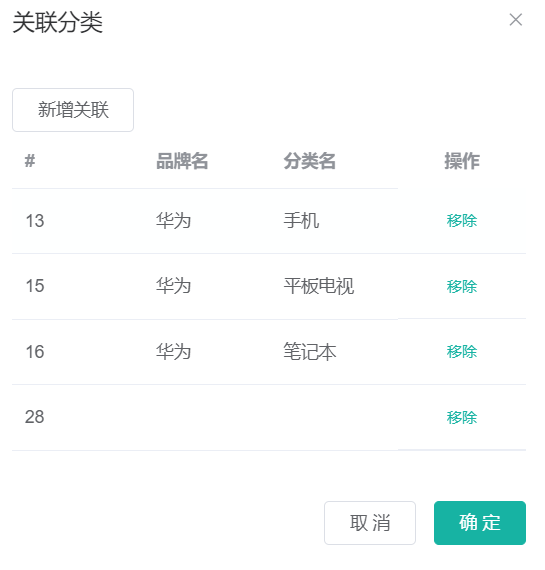 关联分类
新增关联
# 品牌名 分类名 操作
13 华为 手机 移除
15 华为 平板电视 移除
16 华为 笔记本 移除
28 移除
取消 确定